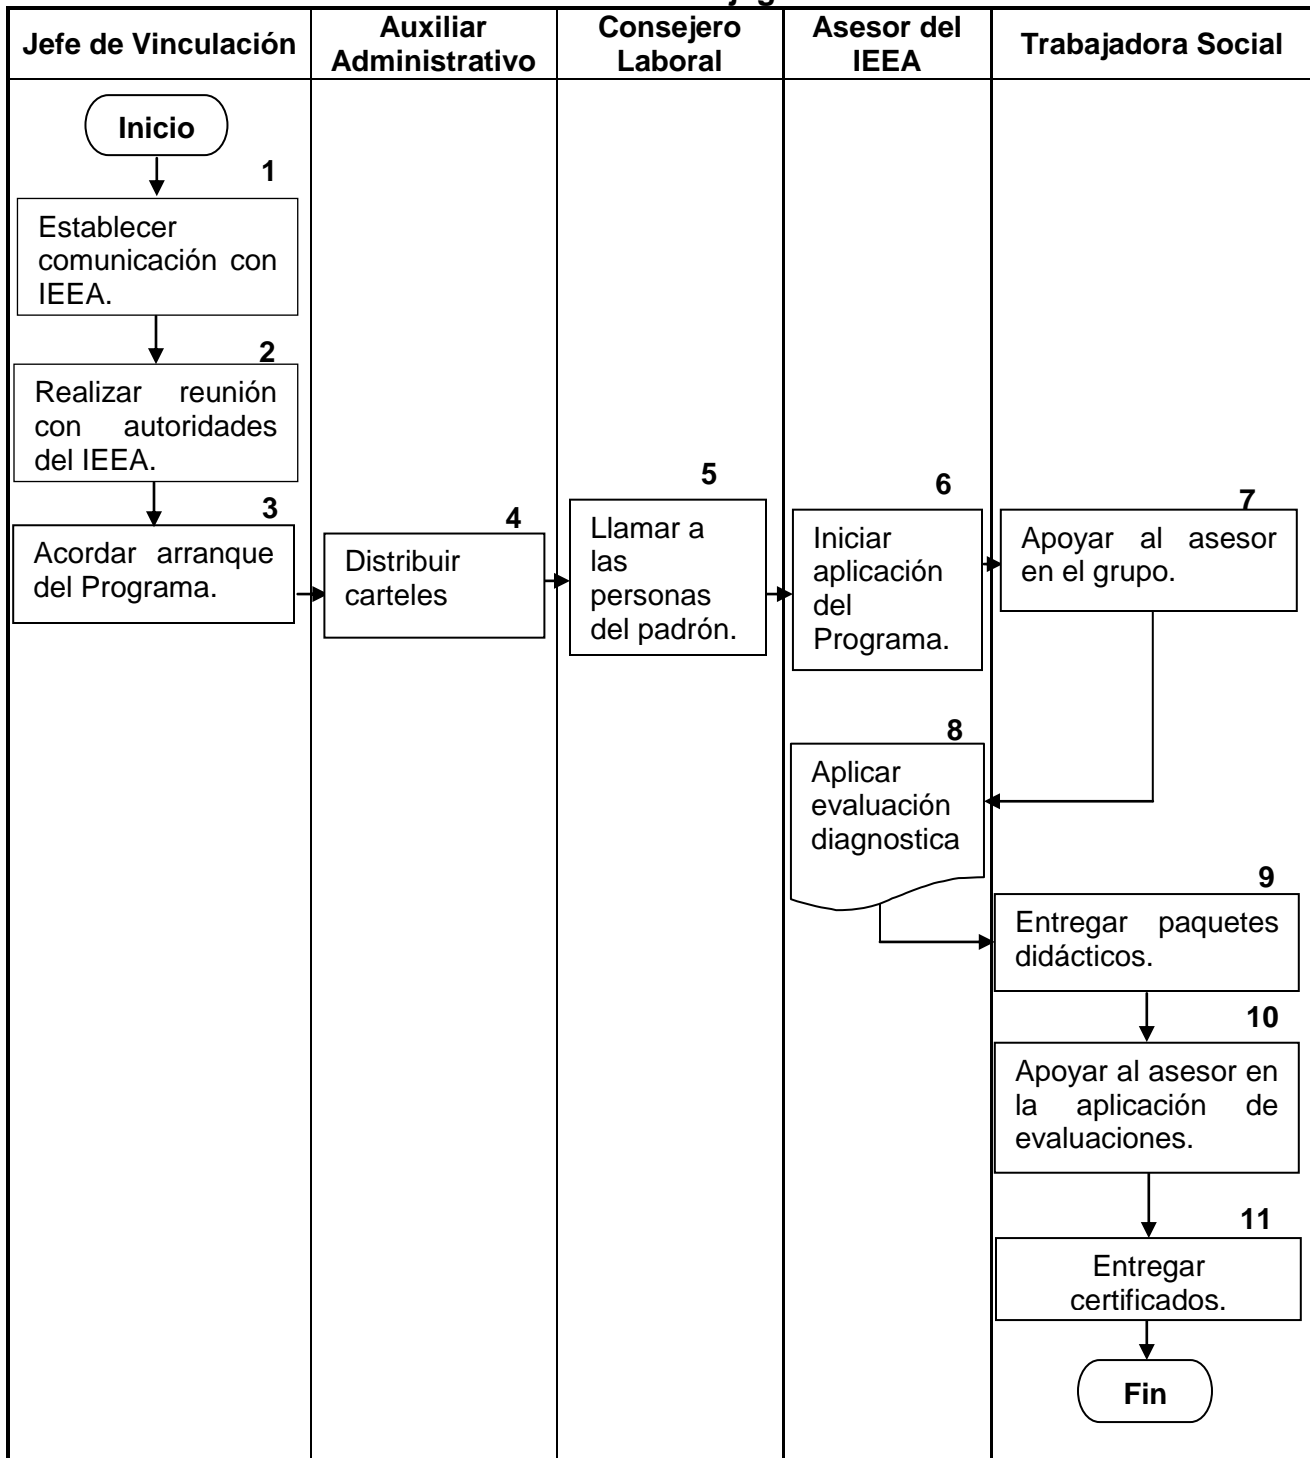 Jefe de Vinculación
Auxiliar
Administrativo
Consejero
Laboral
Asesor del
IEEA
Trabajadora Social
Inicio
1
Establecer
comunicación con
IEEA.
2
Realizar reunión
con autoridades
del IEEA.
3
Acordar arranque
del Programa.
4
Distribuir
carteles
5
Llamar a
las
personas
del padrón.
6
Iniciar
aplicación
del
Programa.
7
Apoyar al asesor
en el grupo.
8
Aplicar
evaluación
diagnostica
9
Entregar paquetes
didácticos.
10
Apoyar al asesor en
la aplicación de
evaluaciones.
11
Entregar
certificados.
Fin